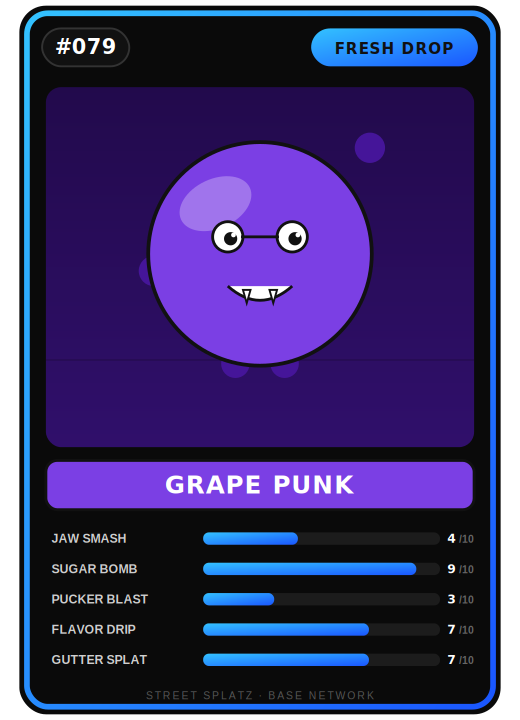 #079
FRESH DROP
GRAPE PUNK
JAW SMASH 4 /10
SUGAR BOMB 9 /10
PUCKER BLAST 3 /10
FLAVOR DRIP 7 /10
GUTTER SPLAT 7 /10
STREET SPLATZ · BASE NETWORK